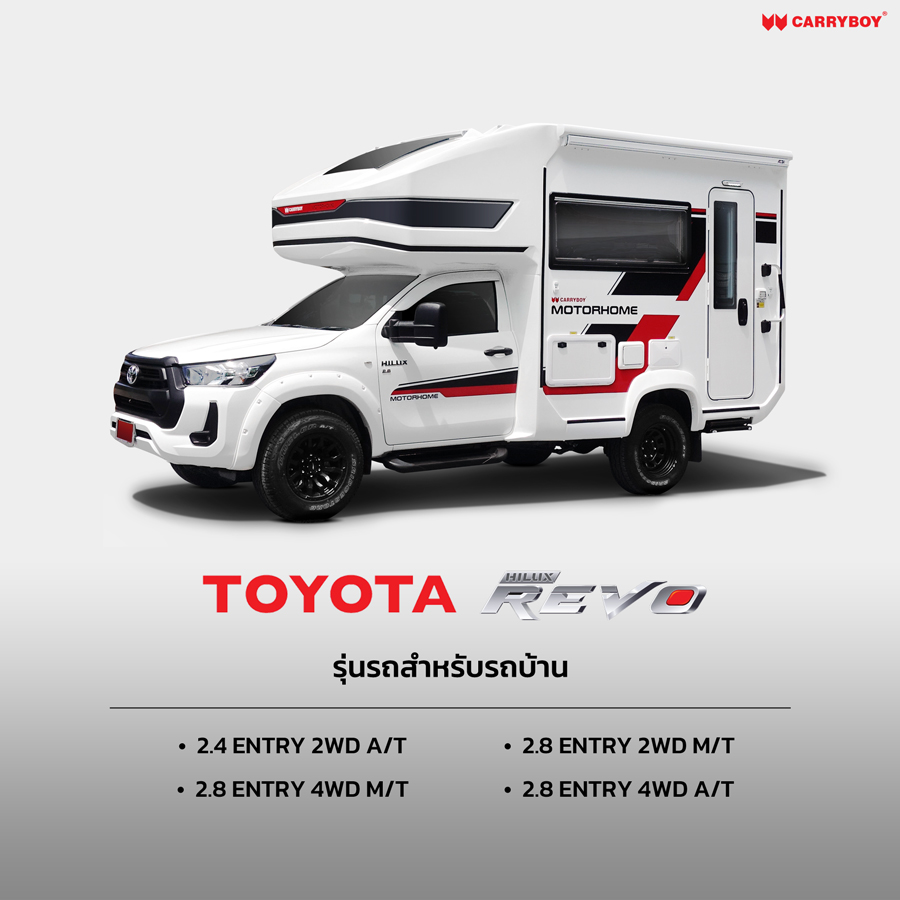 CARRYBOY®
CARRYBOY
CARRYBOY
MOTORHOME
HILUX
2.8
MOTORHOME
TOYOTA HILUX REVO
รุ่นรถสำหรับรถบ้าน
• 2.4 ENTRY 2WD A/T
• 2.8 ENTRY 2WD M/T
• 2.8 ENTRY 4WD M/T
• 2.8 ENTRY 4WD A/T